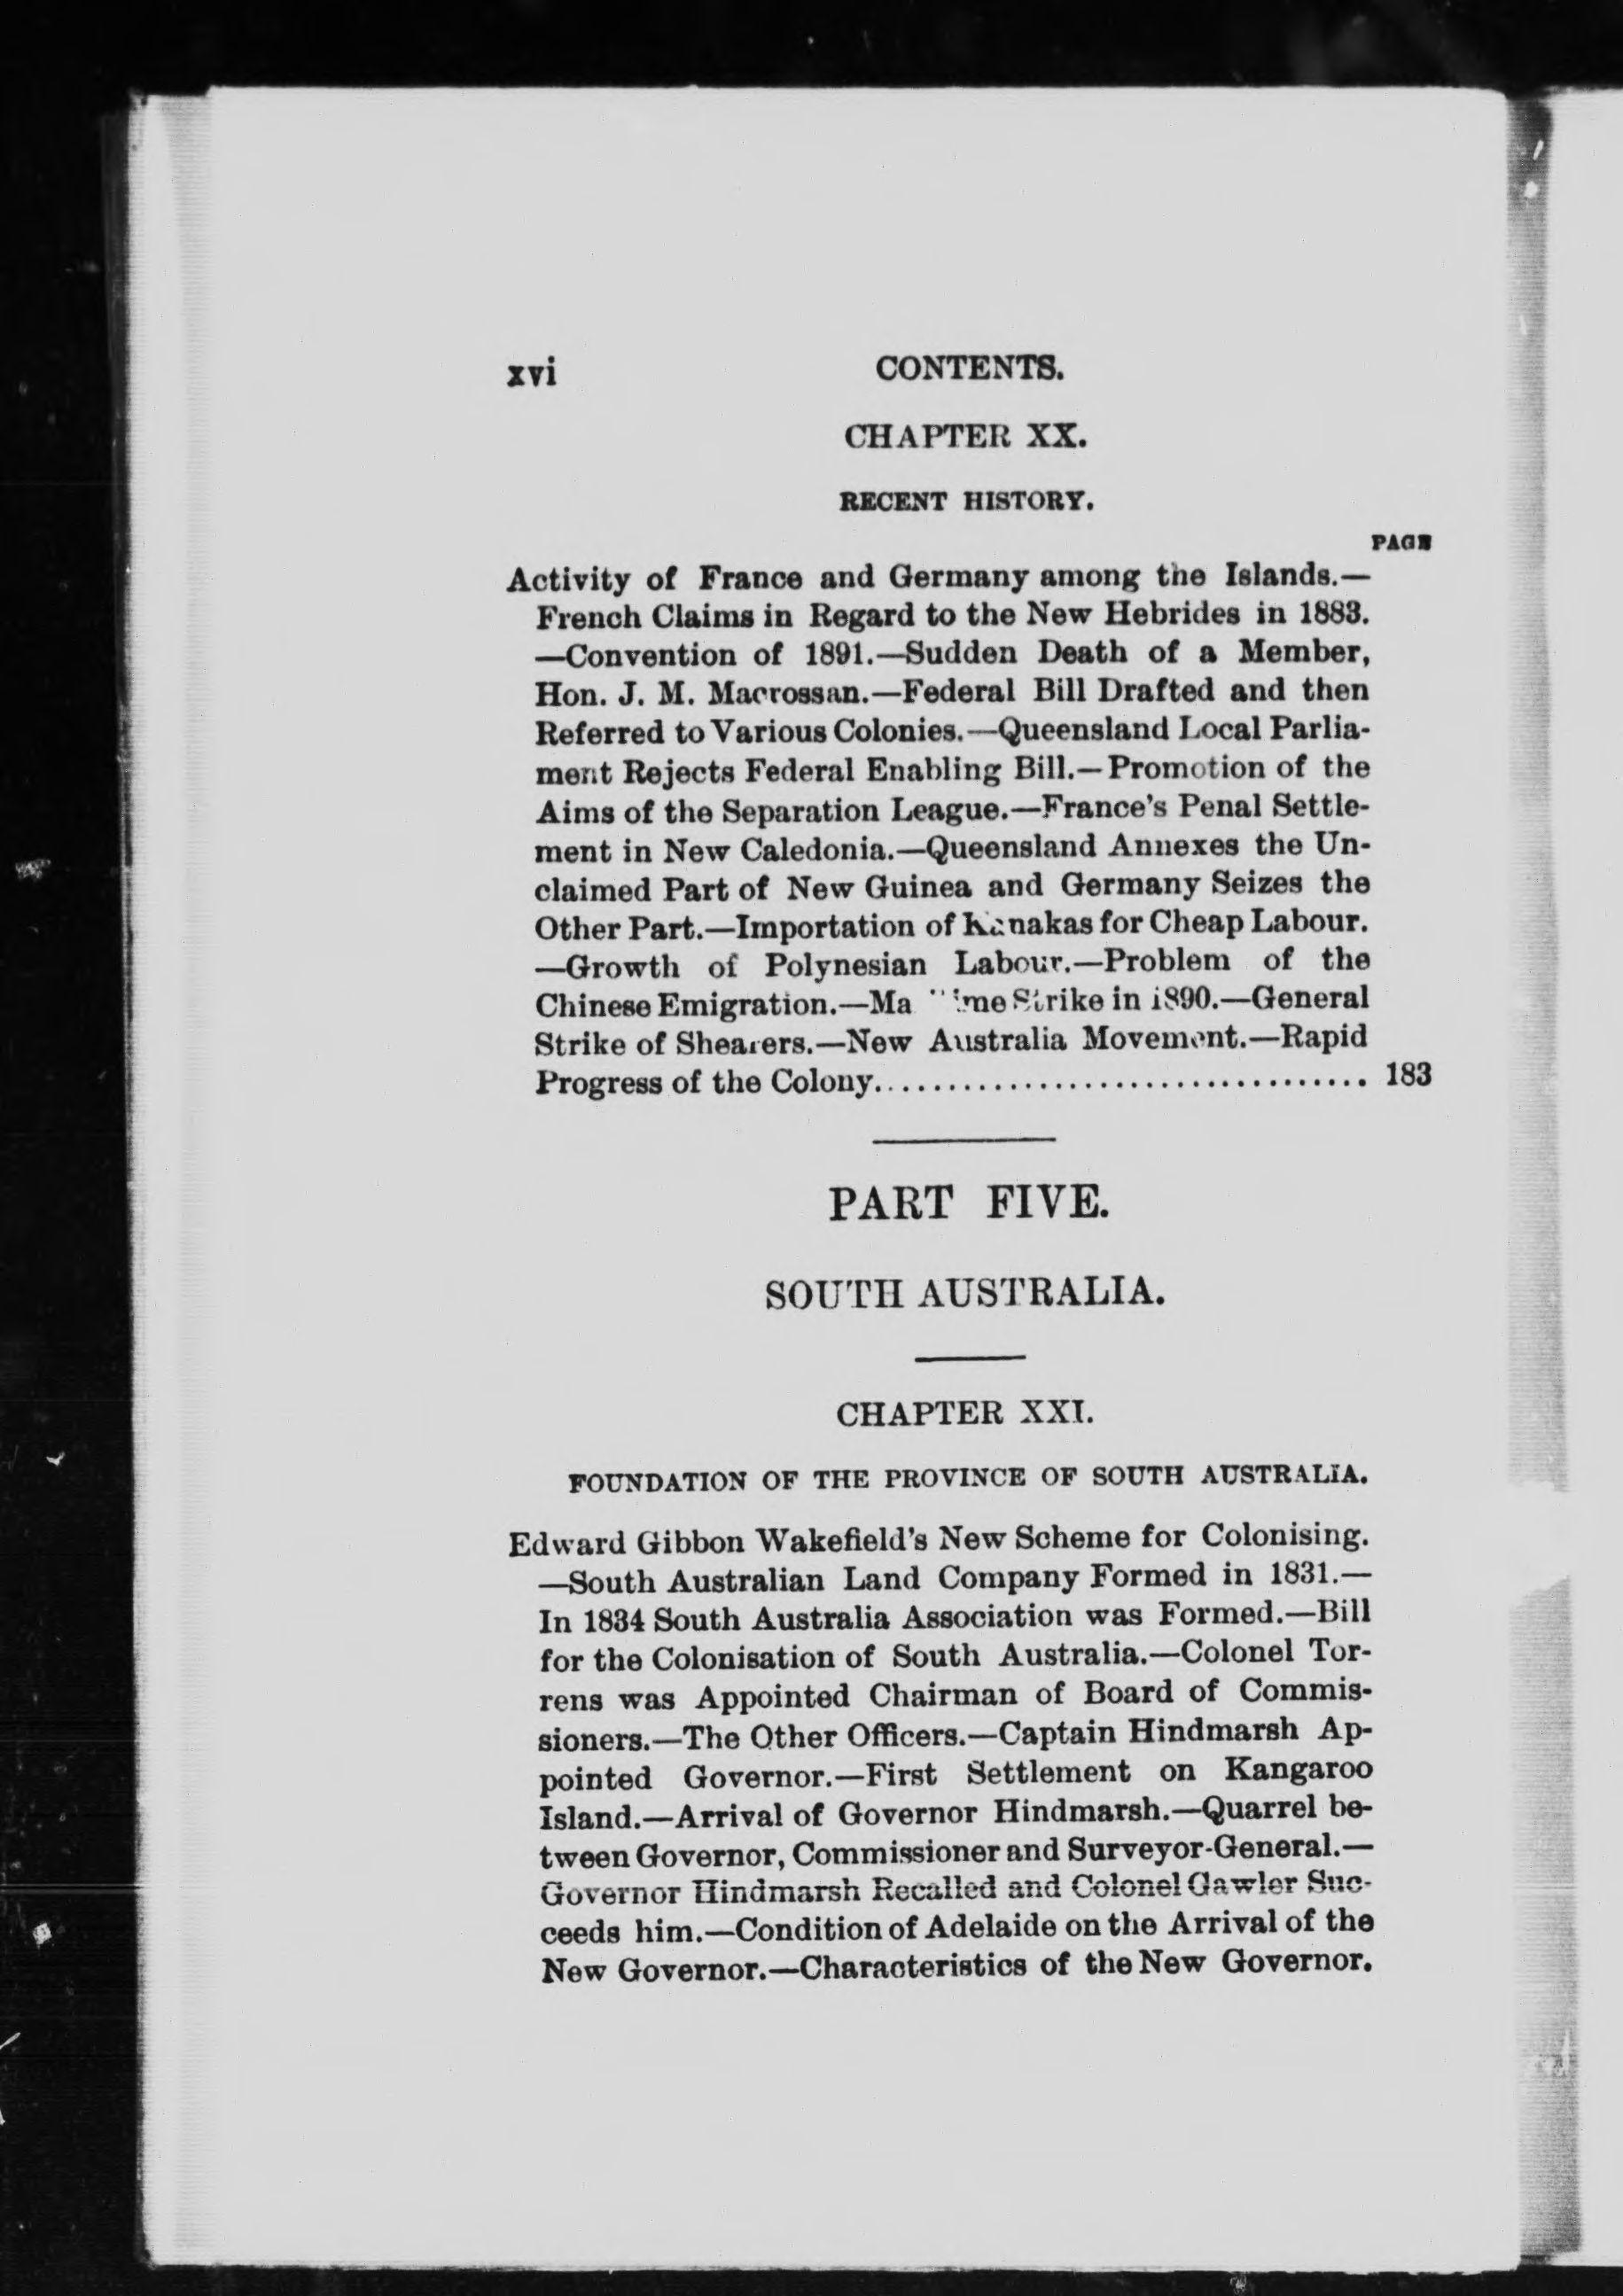 xvi
CONTENTS.
CHAPTER XX.
RECENT HISTORY.
PAGE
Activity of France and Germany among the Islands.—
French Claims in Regard to the New Hebrides in 1883.
—Convention of 1891.—Sudden Death of a Member,
Hon. J. M. Macrossan.—Federal Bill Drafted and then
Referred to Various Colonies.—Queensland Local Parlia-
ment Rejects Federal Enabling Bill.—Promotion of the
Aims of the Separation League.—France's Penal Settle-
ment in New Caledonia.—Queensland Annexes the Un-
claimed Part of New Guinea and Germany Seizes the
Other Part.—Importation of Kanakas for Cheap Labour.
—Growth of Polynesian Labour.—Problem of the
Chinese Emigration.— Strike in 1890.—General
Strike of Shearers.—New Australia Movement.—Rapid
Progress of the Colony.................................. 183
PART FIVE.
SOUTH AUSTRALIA.
CHAPTER XXI.
FOUNDATION OF THE PROVINCE OF SOUTH AUSTRALIA.
Edward Gibbon Wakefield's New Scheme for Colonising.
—South Australian Land Company Formed in 1831.—
In 1834 South Australia Association was Formed.—Bill
for the Colonisation of South Australia.—Colonel Tor-
rens was Appointed Chairman of Board of Commis-
sioners.—The Other Officers.—Captain Hindmarsh Ap-
pointed Governor.—First Settlement on Kangaroo
Island.—Arrival of Governor Hindmarsh.—Quarrel be-
tween Governor, Commissioner and Surveyor-General.—
Governor Hindmarsh Recalled and Colonel Gawler Suc-
ceeds him.—Condition of Adelaide on the Arrival of the
New Governor.—Characteristics of the New Governor.